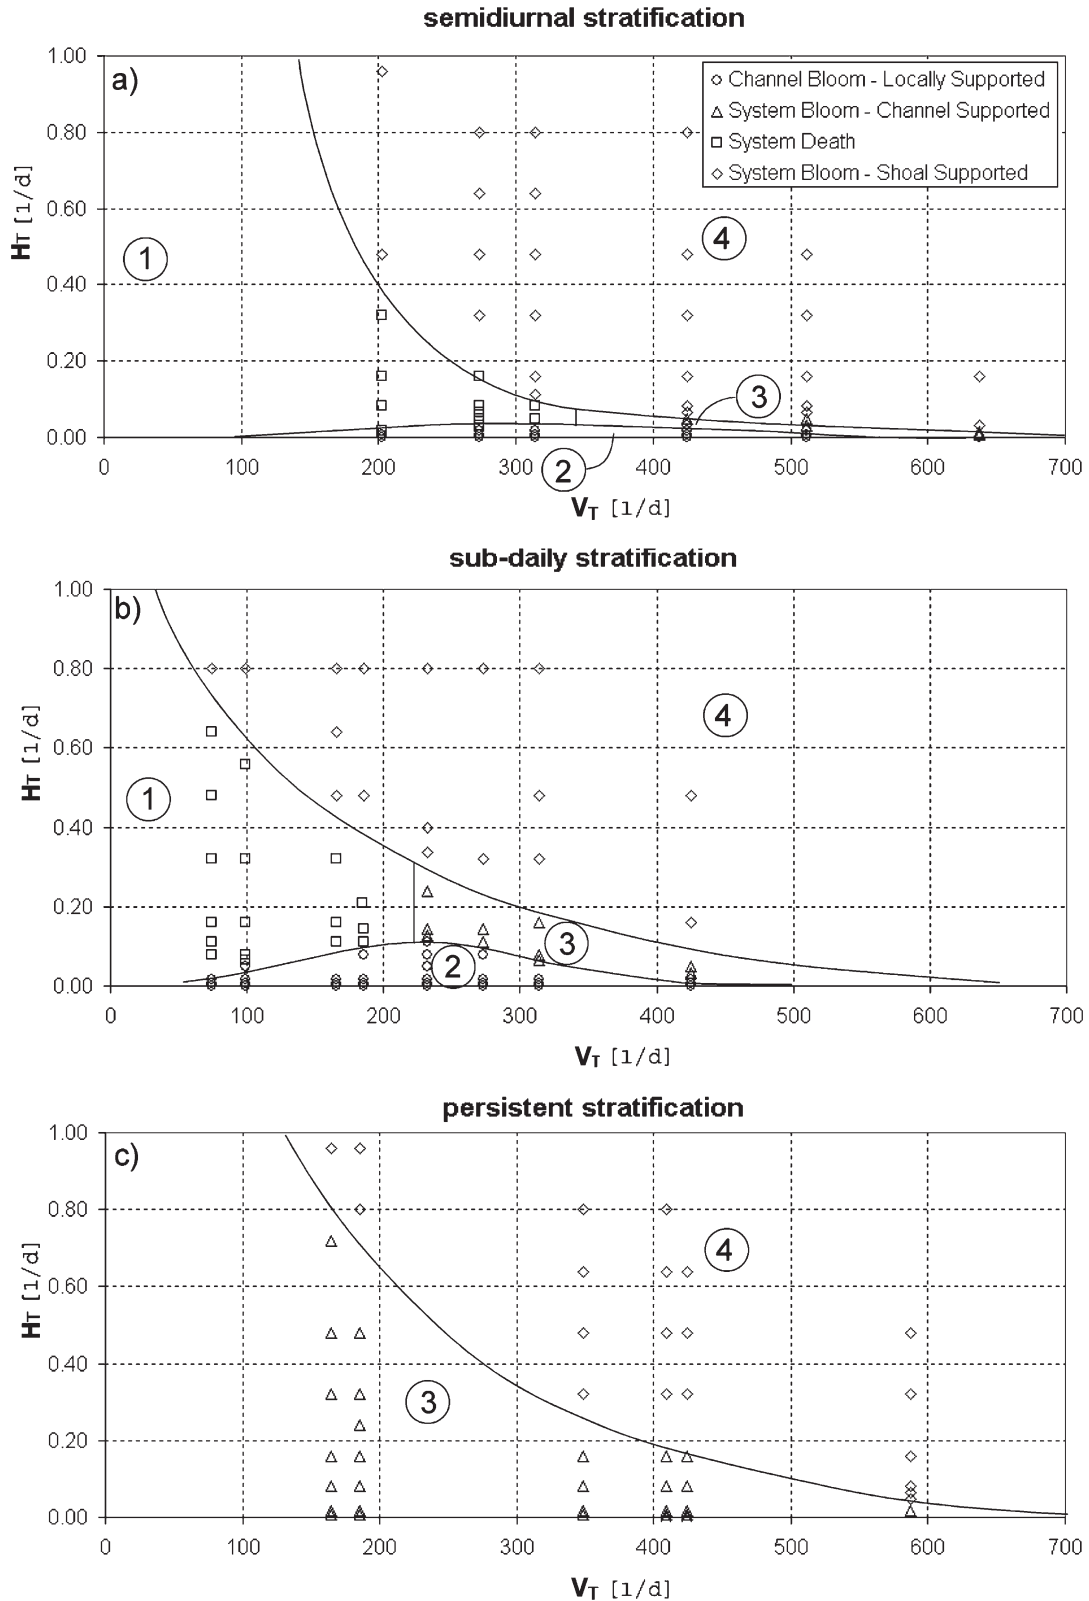 semidiurnal stratification
a)
1.00
0.80
0.60
0.40
0.20
0.00
HT [1/d]
Channel Bloom - Locally Supported
System Bloom - Channel Supported
System Death
System Bloom - Shoal Supported
1
4
3
2
0 100 200 300 400 500 600 700
VT [1/d]
sub-daily stratification
b)
1.00
0.80
0.60
0.40
0.20
0.00
HT [1/d]
4
1
3
2
0 100 200 300 400 500 600 700
VT [1/d]
persistent stratification
c)
1.00
0.80
0.60
0.40
0.20
0.00
HT [1/d]
4
3
0 100 200 300 400 500 600 700
VT [1/d]